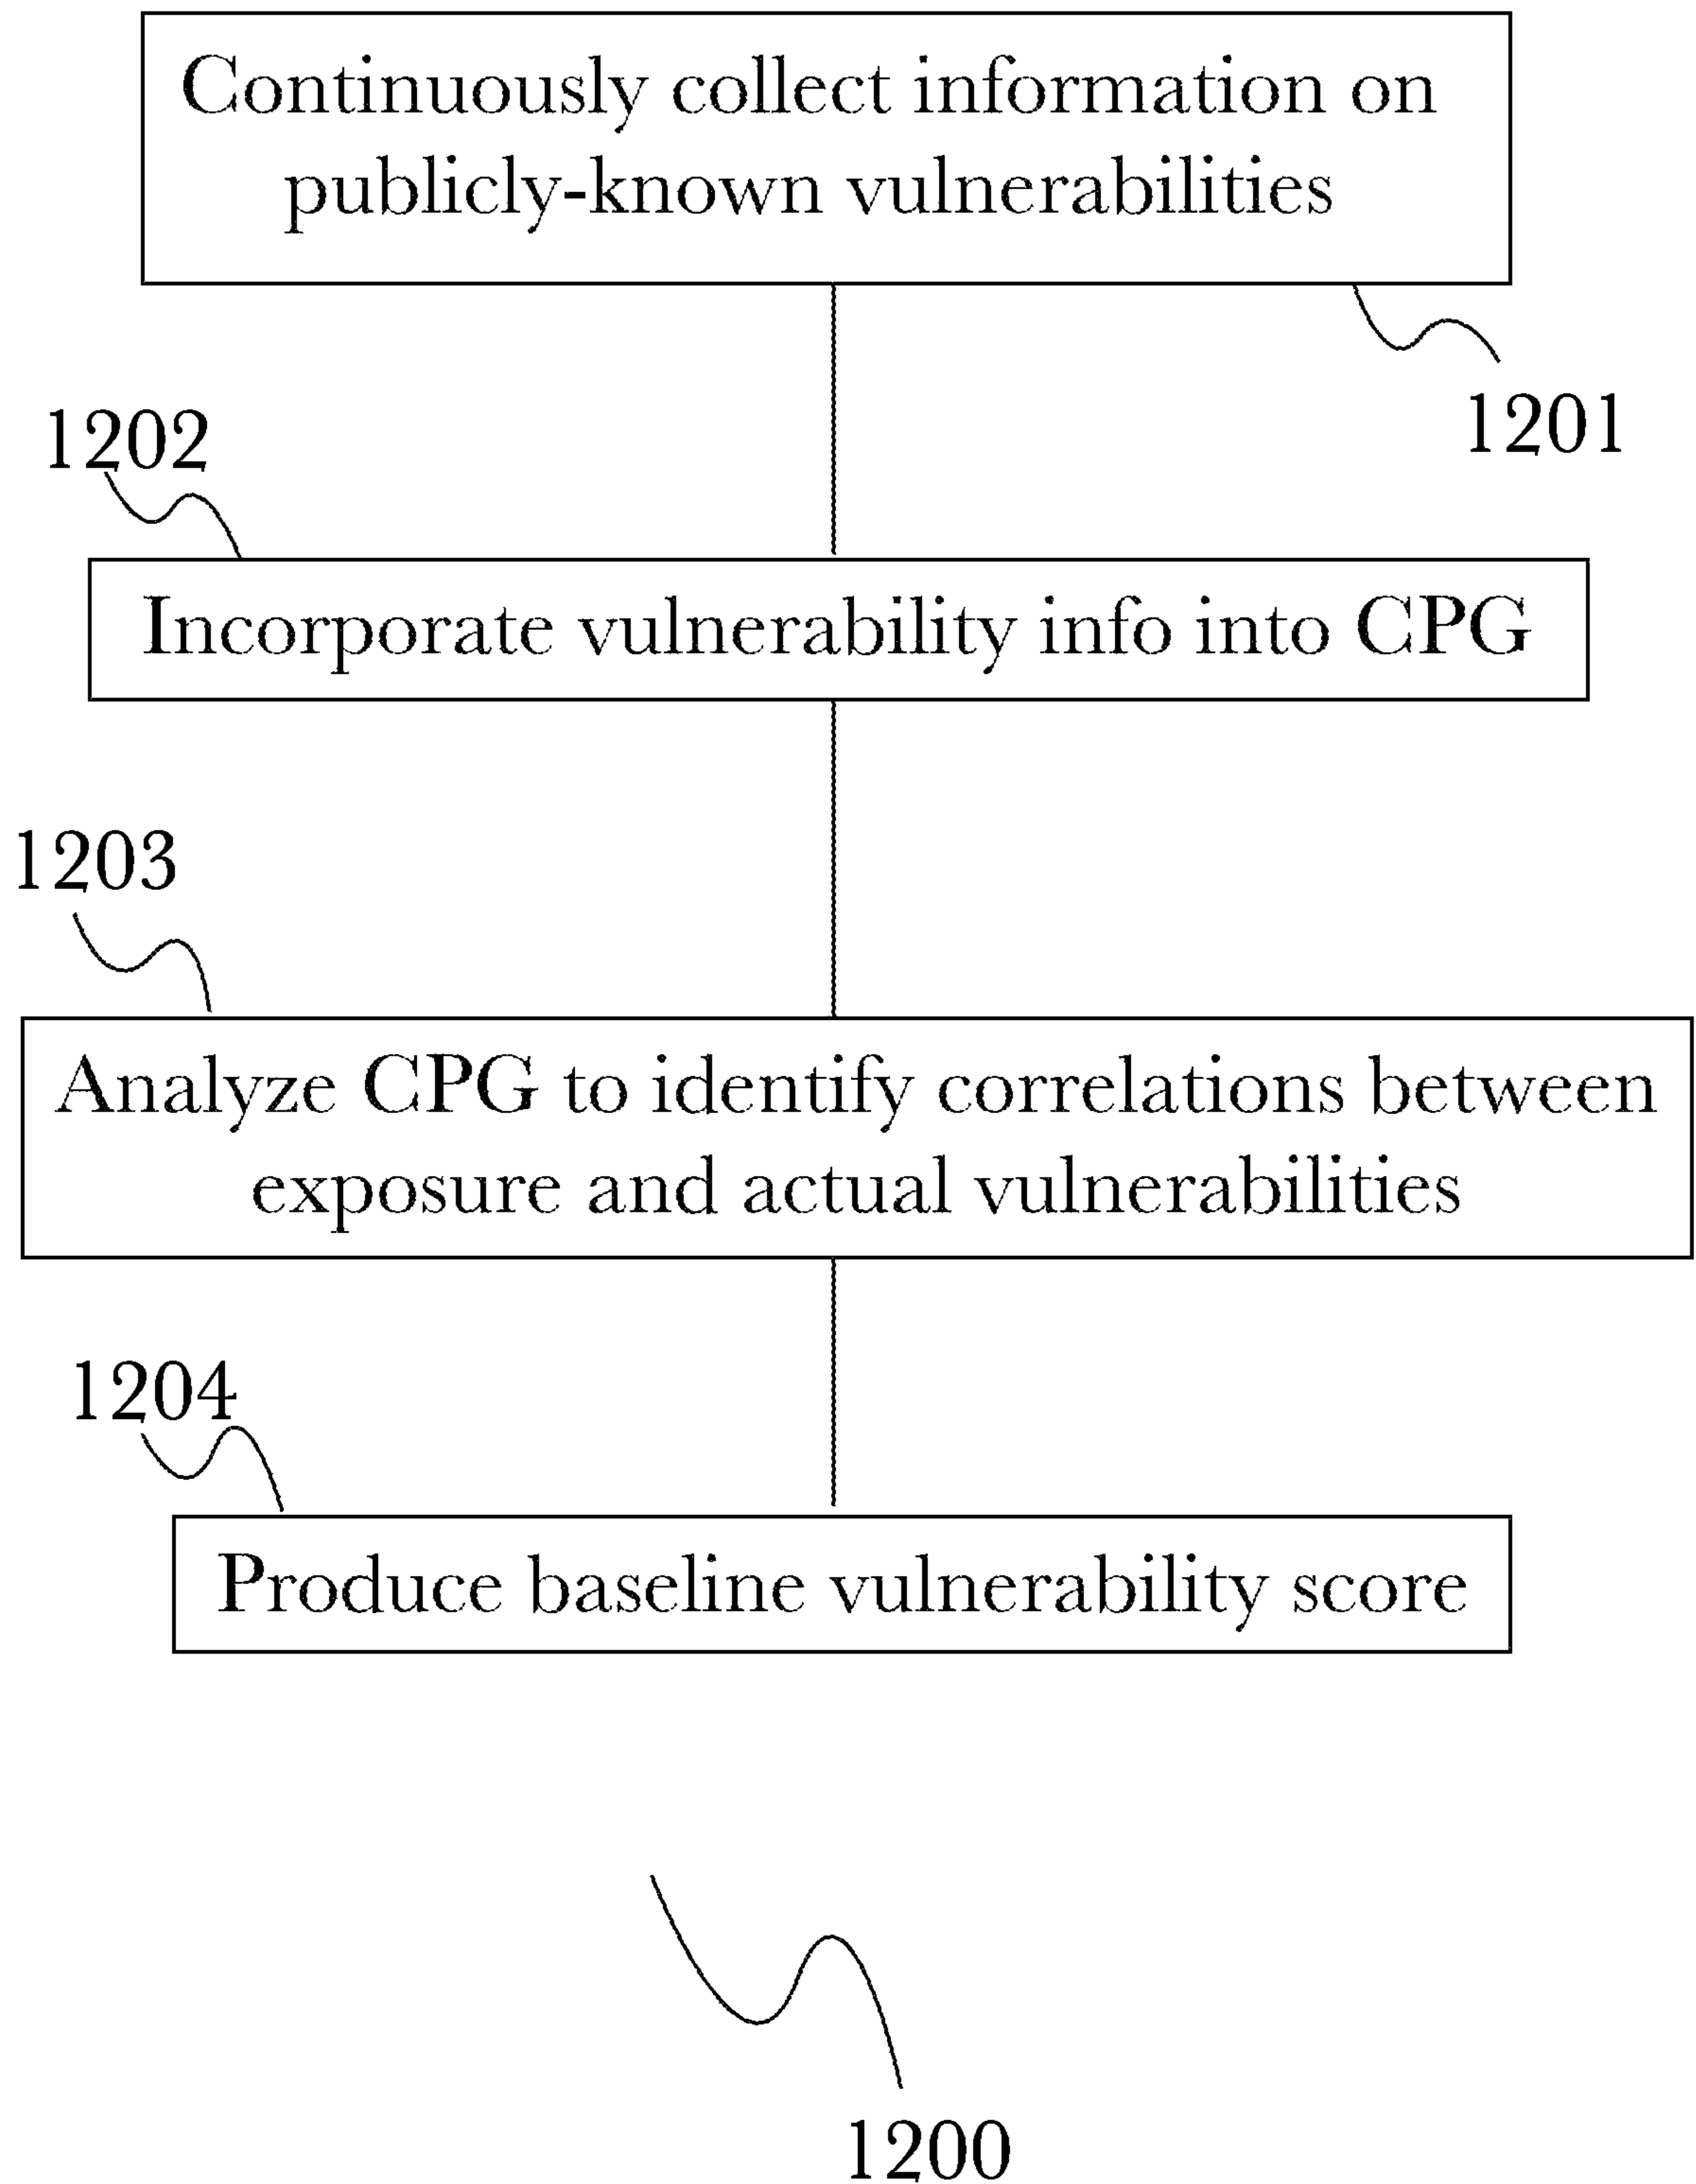 Continuously collect information on
publicly-known vulnerabilities
1201
1202
Incorporate vulnerability info into CPG
1203
Analyze CPG to identify correlations between
exposure and actual vulnerabilities
1204
Produce baseline vulnerability score
1200